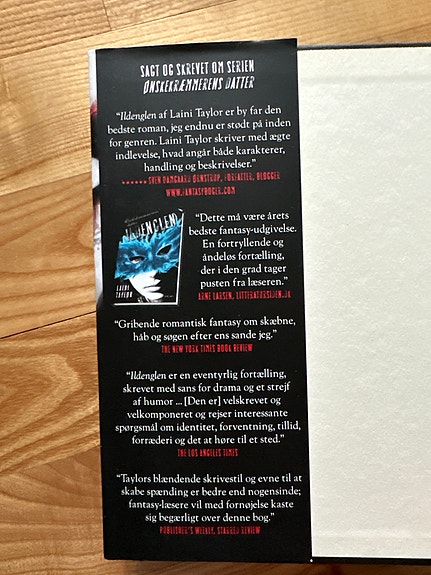 SAGT OG SKREVET OM SERIEN
ØNSKEKRÆMMERENS DATTER
“Ildenglen af Laini Taylor er by far den
bedste roman, jeg endnu er stødt på inden
for genren. Laini Taylor skriver med ægte
indlevelse, hvad angår både karakterer,
handling og beskrivelser.”
★★★★★★ SVEN DAMGAARD ØRNSTRUP, FORFATTER, BLOGGER
WWW.FANTASYBOGER.COM
ILDENGLEN
LAINI
TAYLOR
“Dette må være årets
bedste fantasy-udgivelse.
En fortryllende og
åndeløs fortælling,
der i den grad tager
pusten fra læseren.”
ARNE LARSEN, LITTERATURSIDEN.DK
“Gribende romantisk fantasy om skæbne,
håb og søgen efter ens sande jeg.”
THE NEW YORK TIMES BOOK REVIEW
“Ildenglen er en eventyrlig fortælling,
skrevet med sans for drama og et strejf
af humor ... [Den er] velskrevet og
velkomponeret og rejser interessante
spørgsmål om identitet, forventning, tillid,
forræderi og det at høre til et sted.”
THE LOS ANGELES TIMES
“Taylors blændende skrivestil og evne til at
skabe spænding er bedre end nogensinde;
fantasy-læsere vil med fornøjelse kaste
sig begærligt over denne bog.”
PUBLISHER'S WEEKLY, STARRED REVIEW